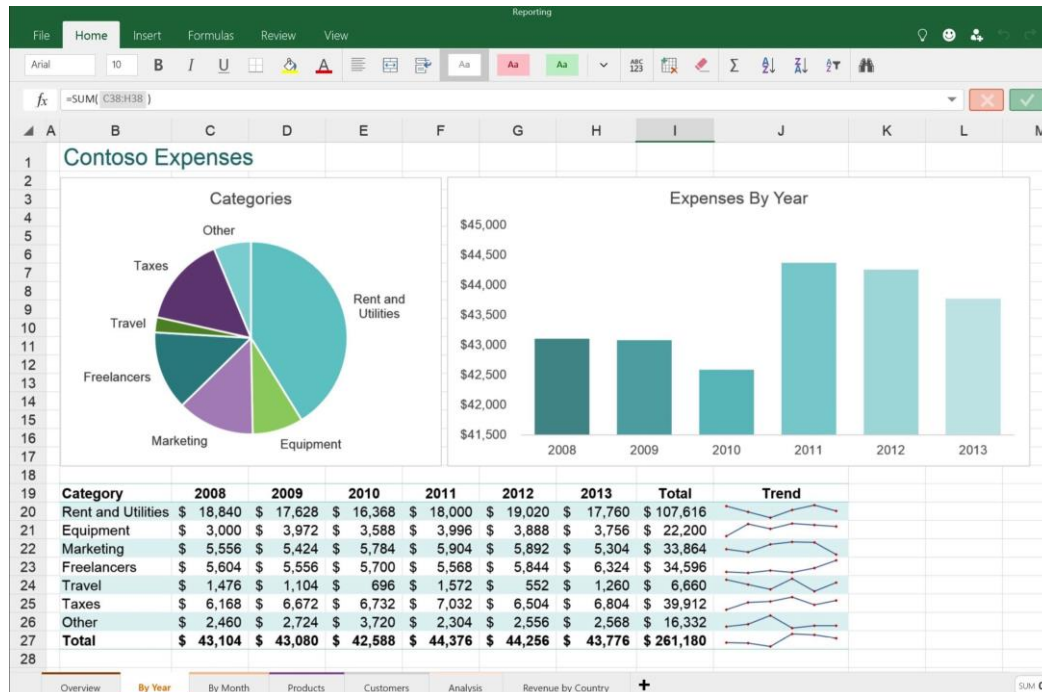 Reporting
File Home Insert Formulas Review View
Arial 10 B I U A Aa Aa Aa ABC 123 Σ A Z Z A A Z
fx =SUM( C38:H38 )
A B C D E F G H I J K L
1 Contoso Expenses
2
3 Categories Expenses By Year
4
5
6
7
8
9
10
11
12
13
14
15
16
17
Other
Taxes
Rent and
Utilities
Travel
Freelancers
Marketing
Equipment
$45,000
$44,500
$44,000
$43,500
$43,000
$42,500
$42,000
$41,500
2008 2009 2010 2011 2012 2013
18
19 Category 2008 2009 2010 2011 2012 2013 Total Trend
20 Rent and Utilities $ 18,840 $ 17,628 $ 16,368 $ 18,000 $ 19,020 $ 17,760 $ 107,616
21 Equipment $ 3,000 $ 3,972 $ 3,588 $ 3,996 $ 3,888 $ 3,756 $ 22,200
22 Marketing $ 5,556 $ 5,424 $ 5,784 $ 5,904 $ 5,892 $ 5,304 $ 33,864
23 Freelancers $ 5,604 $ 5,556 $ 5,700 $ 5,568 $ 5,844 $ 6,324 $ 34,596
24 Travel $ 1,476 $ 1,104 $ 696 $ 1,572 $ 552 $ 1,260 $ 6,660
25 Taxes $ 6,168 $ 6,672 $ 6,732 $ 7,032 $ 6,504 $ 6,804 $ 39,912
26 Other $ 2,460 $ 2,724 $ 3,720 $ 2,304 $ 2,556 $ 2,568 $ 16,332
27 Total $ 43,104 $ 43,080 $ 42,588 $ 44,376 $ 44,256 $ 43,776 $ 261,180
28
Overview By Year By Month Products Customers Analysis Revenue by Country + SUM